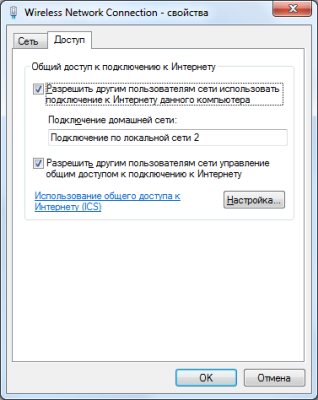 Wireless Network Connection - свойства
Сеть
Доступ
Общий доступ к подключению к Интернету
Разрешить другим пользователям сети использовать
подключение к Интернету данного компьютера
Подключение домашней сети:
Подключение по локальной сети 2
Разрешить другим пользователям сети управление
общим доступом к подключению к Интернету
Использование общего доступа к
Интернету (ICS)
Настройка...
OK
Отмена